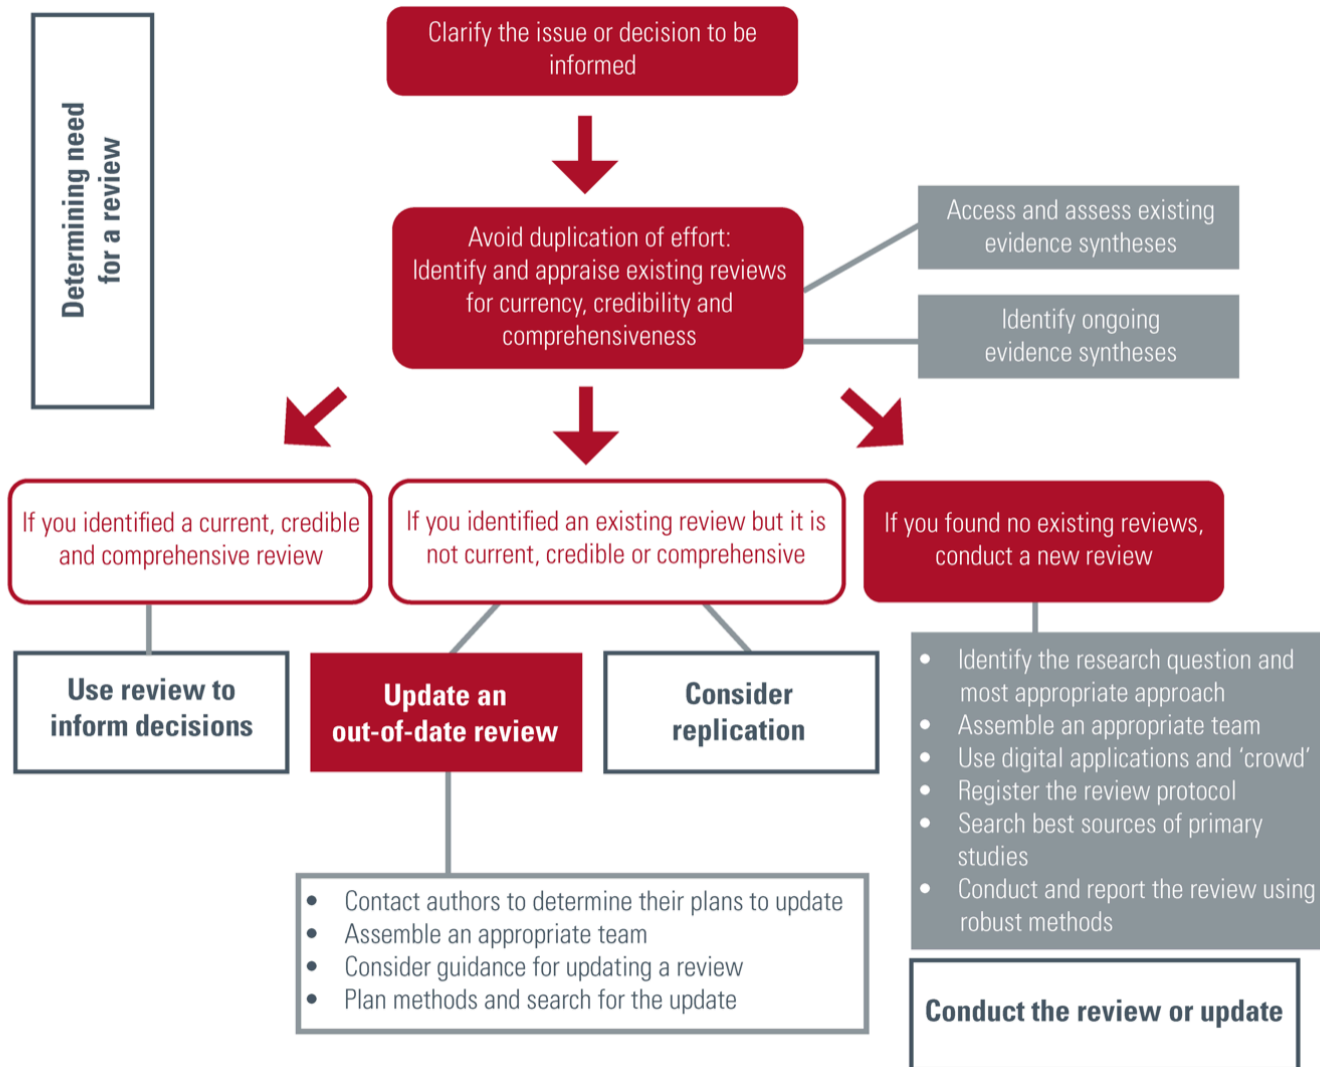 Determining need
for a review
Clarify the issue or decision to be
informed
Avoid duplication of effort:
Identify and appraise existing reviews
for currency, credibility and
comprehensiveness
Access and assess existing
evidence syntheses
Identify ongoing
evidence syntheses
If you identified a current, credible
and comprehensive review
If you identified an existing review but it is
not current, credible or comprehensive
If you found no existing reviews,
conduct a new review
Use review to
inform decisions
Update an
out-of-date review
Consider
replication
• Identify the research question and
most appropriate approach
• Assemble an appropriate team
• Use digital applications and ‘crowd’
• Register the review protocol
• Search best sources of primary
studies
• Conduct and report the review using
robust methods
• Contact authors to determine their plans to update
• Assemble an appropriate team
• Consider guidance for updating a review
• Plan methods and search for the update
Conduct the review or update